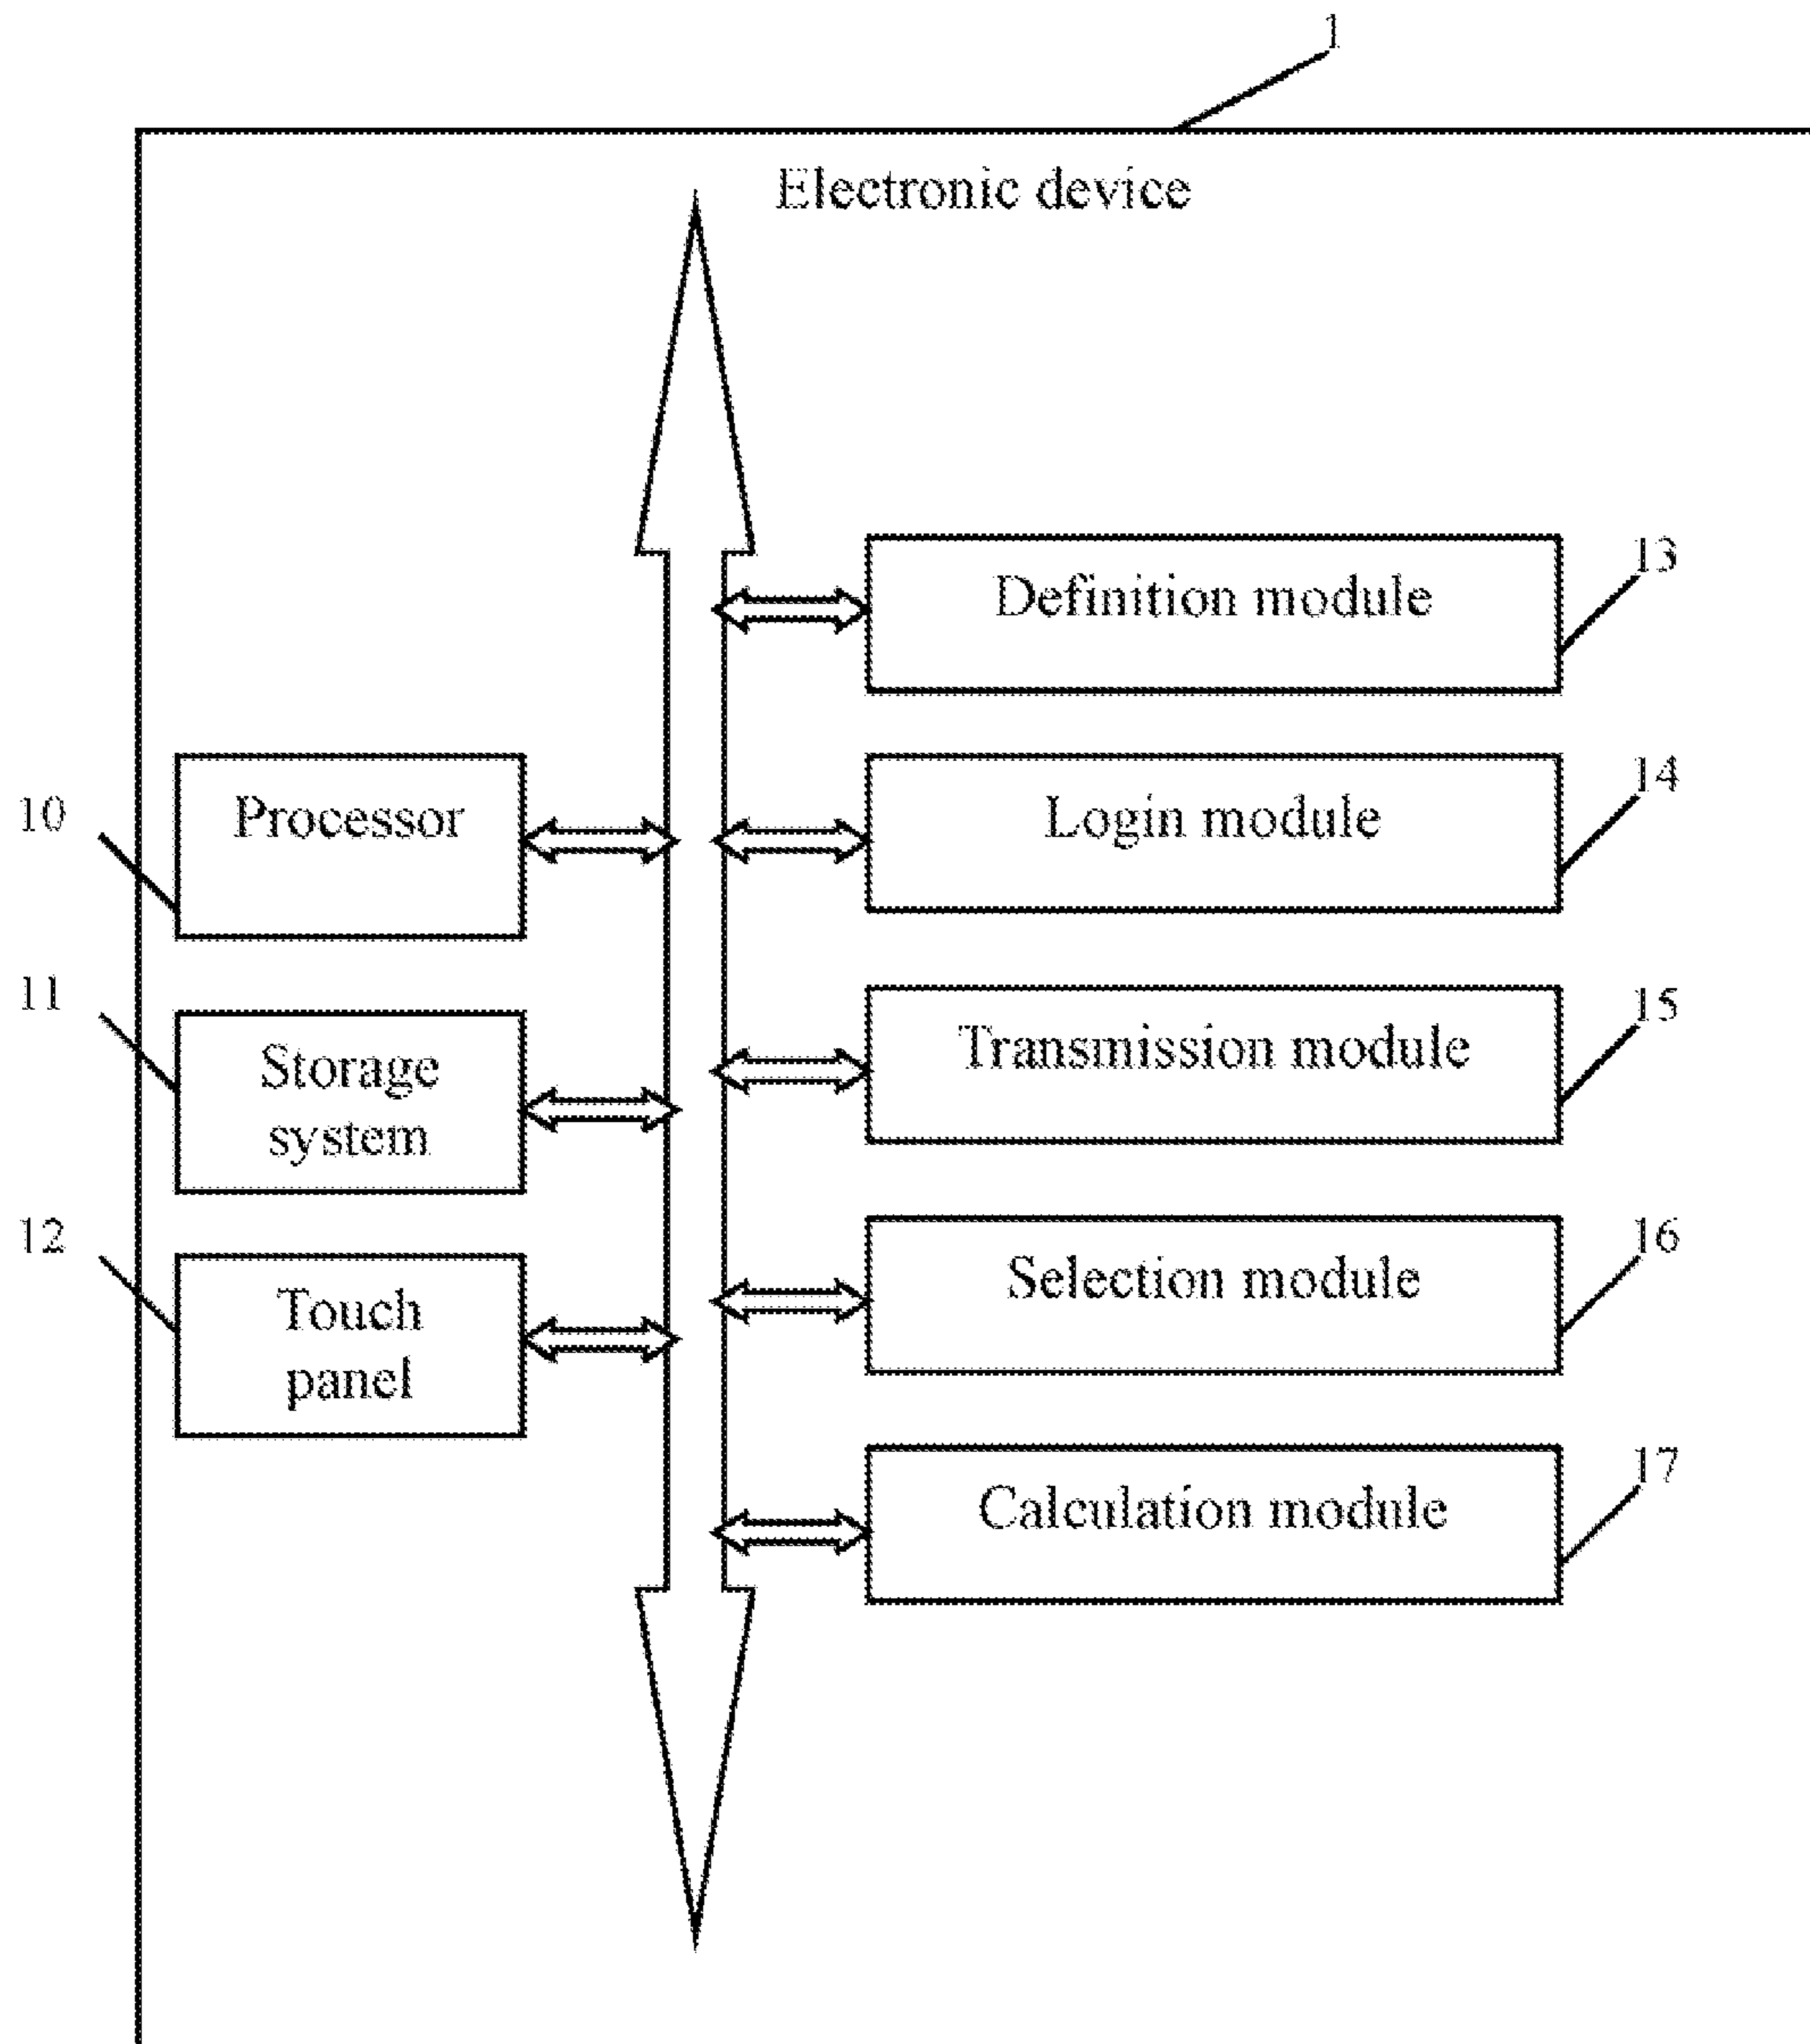 1
Electronic device
13
Definition module
14
Login module
10
Processor
15
Transmission module
11
Storage
system
16
Selection module
12
Touch
panel
17
Calculation module